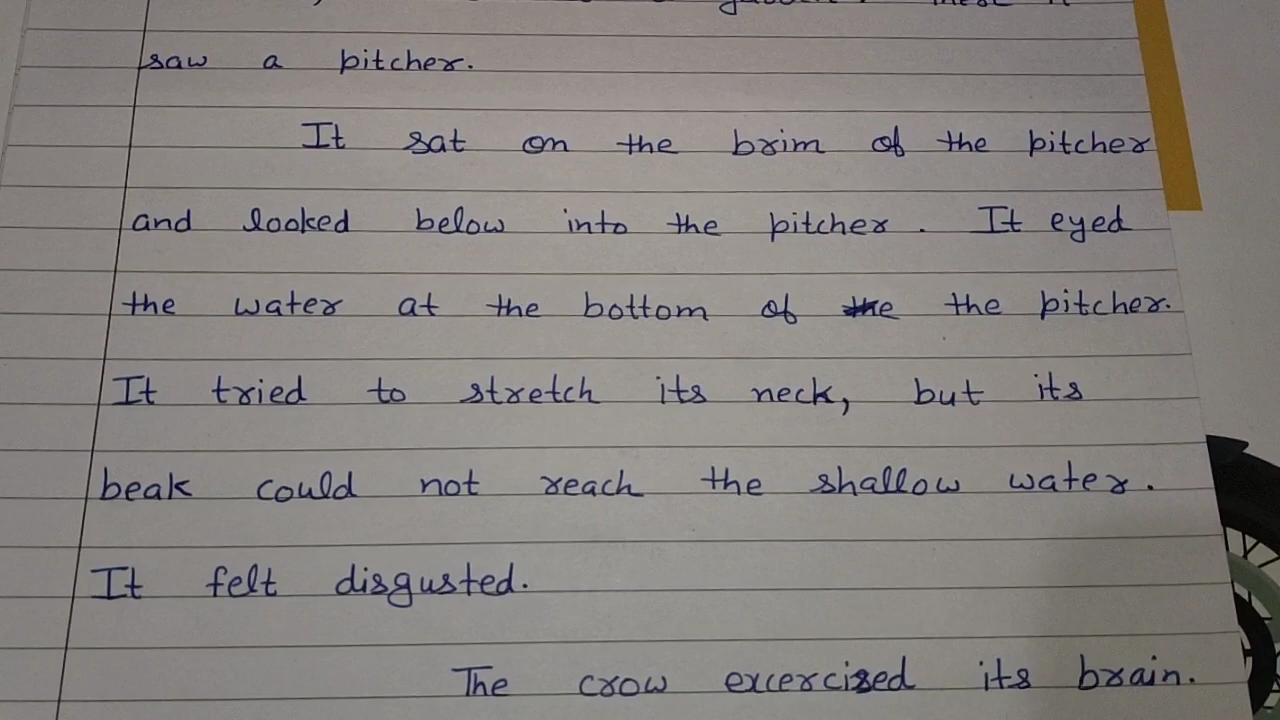 saw a pitcher.
It sat on the brim of the pitcher
and looked below into the pitcher. It eyed
the water at the bottom of the the pitcher.
It tried to stretch its neck, but its
beak could not reach the shallow water.
It felt disgusted.
The crow excercised its brain.